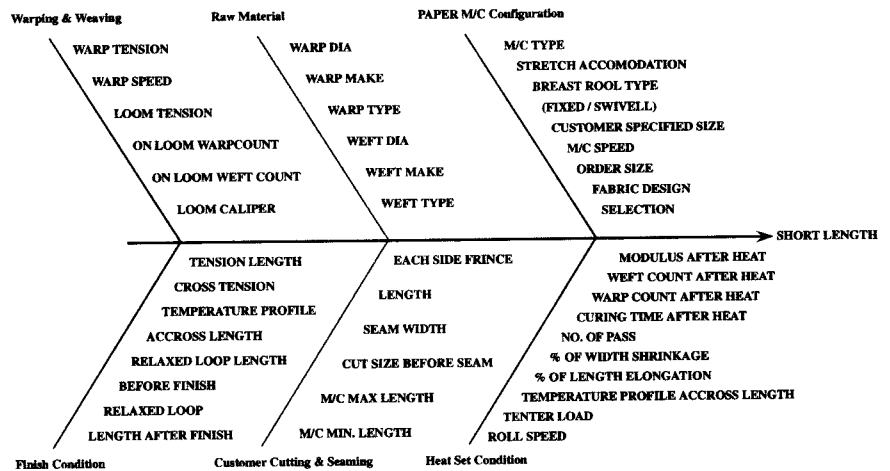 Warping & Weaving
WARP TENSION
WARP SPEED
LOOM TENSION
ON LOOM WARPCOUNT
ON LOOM WEFT COUNT
LOOM CALIPER
Raw Material
WARP DIA
WARP MAKE
WARP TYPE
WEFT DIA
WEFT MAKE
WEFT TYPE
PAPER M/C Configuration
M/C TYPE
STRETCH ACCOMODATION
BREAST ROOL TYPE
(FIXED / SWIVELL)
CUSTOMER SPECIFIED SIZE
M/C SPEED
ORDER SIZE
FABRIC DESIGN
SELECTION
SHORT LENGTH
TENSION LENGTH
CROSS TENSION
TEMPERATURE PROFILE
ACCROSS LENGTH
RELAXED LOOP LENGTH
BEFORE FINISH
RELAXED LOOP
LENGTH AFTER FINISH
Finish Condition
EACH SIDE FRINCE
LENGTH
SEAM WIDTH
CUT SIZE BEFORE SEAM
M/C MAX LENGTH
M/C MIN. LENGTH
Customer Cutting & Seaming
MODULUS AFTER HEAT
WEFT COUNT AFTER HEAT
WARP COUNT AFTER HEAT
CURING TIME AFTER HEAT
NO. OF PASS
% OF WIDTH SHRINKAGE
% OF LENGTH ELONGATION
TEMPERATURE PROFILE ACCROSS LENGTH
TENTER LOAD
ROLL SPEED
Heat Set Condition